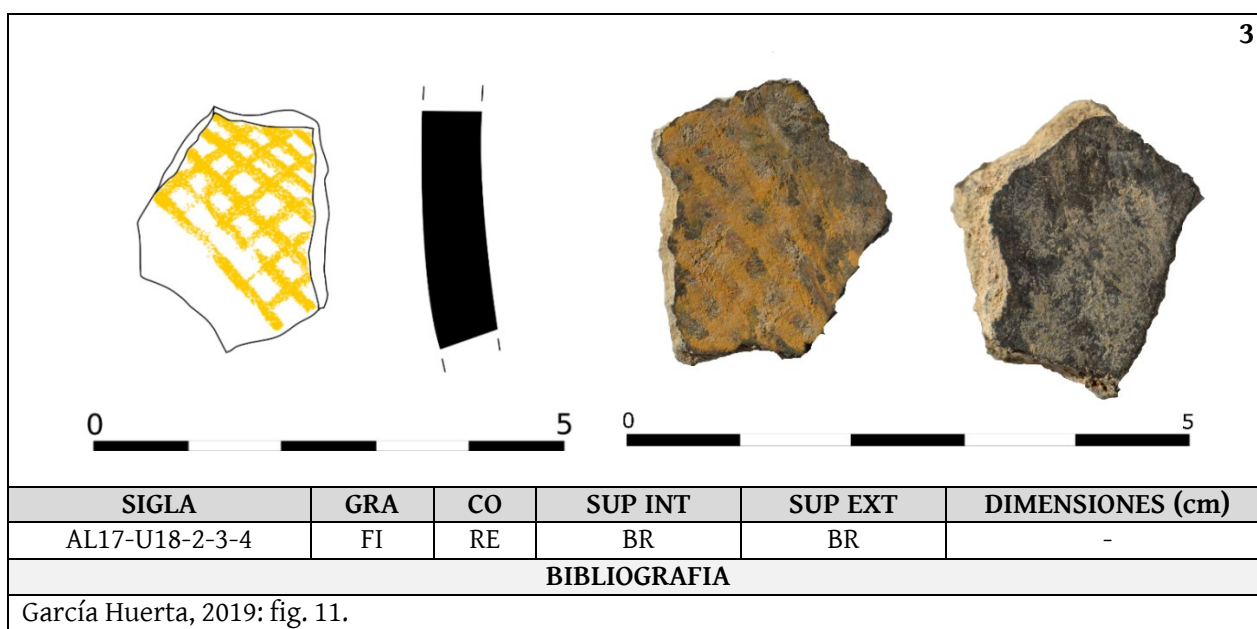 3
0 5
0 5
SIGLA GRA CO SUP INT SUP EXT DIMENSIONES (cm)
AL17-U18-2-3-4 FI RE BR BR -
BIBLIOGRAFIA
García Huerta, 2019: fig. 11.